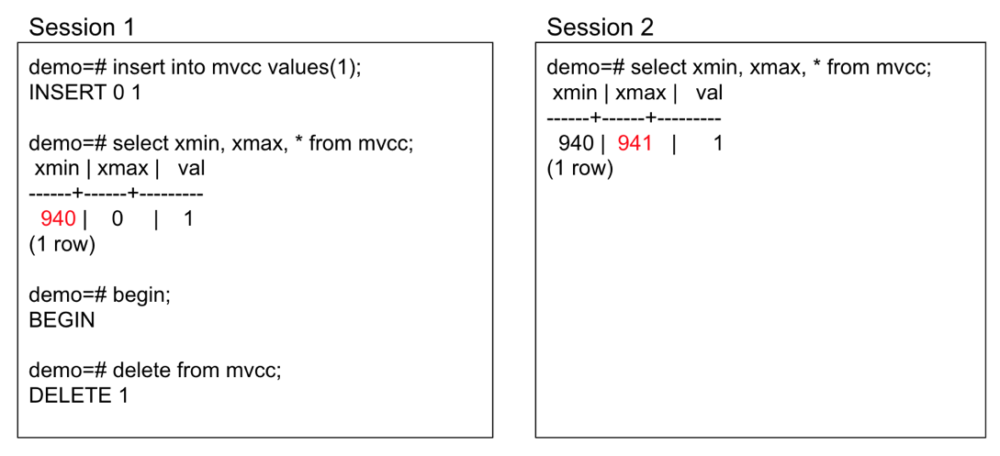 Session 1
demo=# insert into mvcc values(1);
INSERT 0 1
demo=# select xmin, xmax, * from mvcc;
xmin | xmax |   val
------+------+---------
940 |   0   |   1
(1 row)
demo=# begin;
BEGIN
demo=# delete from mvcc;
DELETE 1
Session 2
demo=# select xmin, xmax, * from mvcc;
xmin | xmax |   val
------+------+---------
940 |  941  |     1
(1 row)